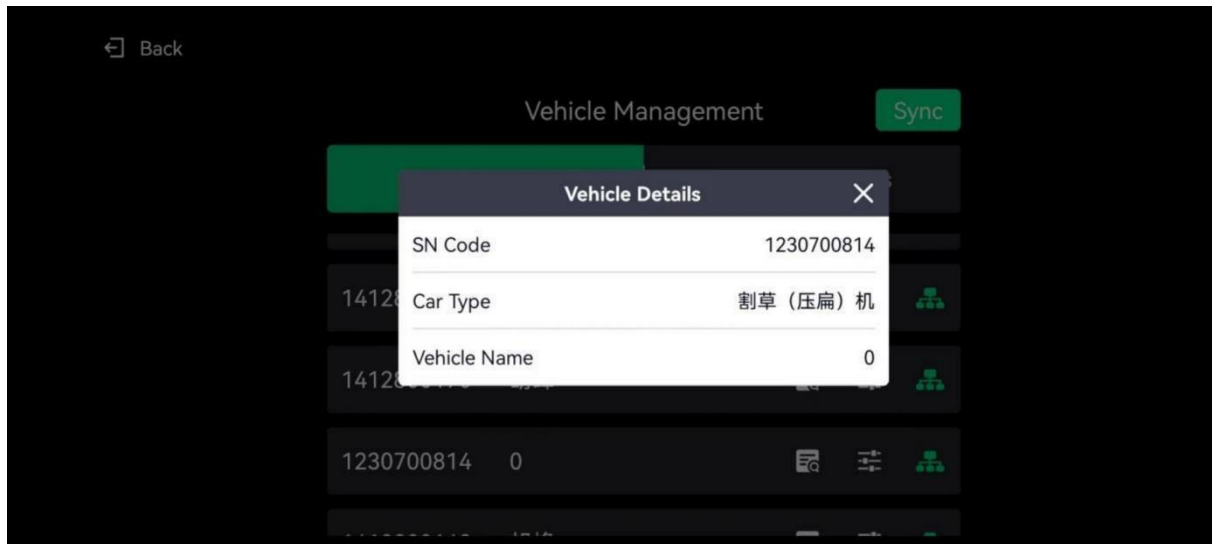 Back
Vehicle Management
Sync
Vehicle Details
SN Code 1230700814
Car Type 割草（压扁）机
Vehicle Name 0
1230700814 0